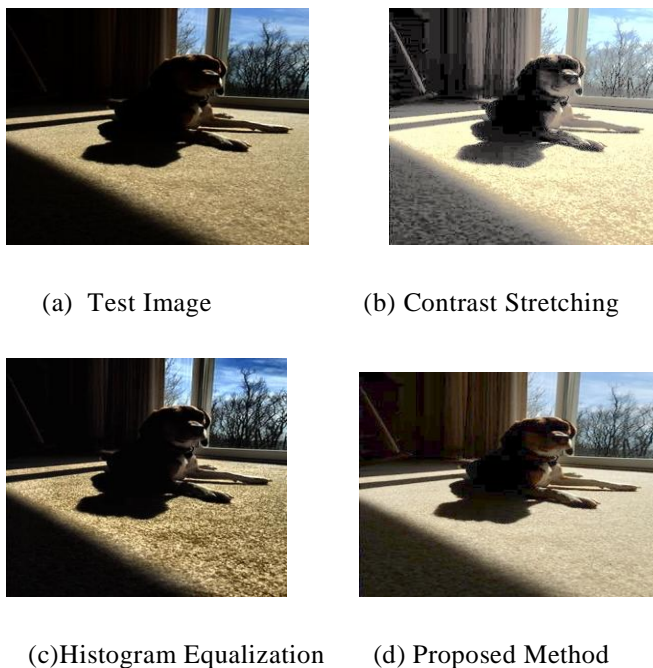 (a) Test Image
(b) Contrast Stretching
(c)Histogram Equalization
(d) Proposed Method